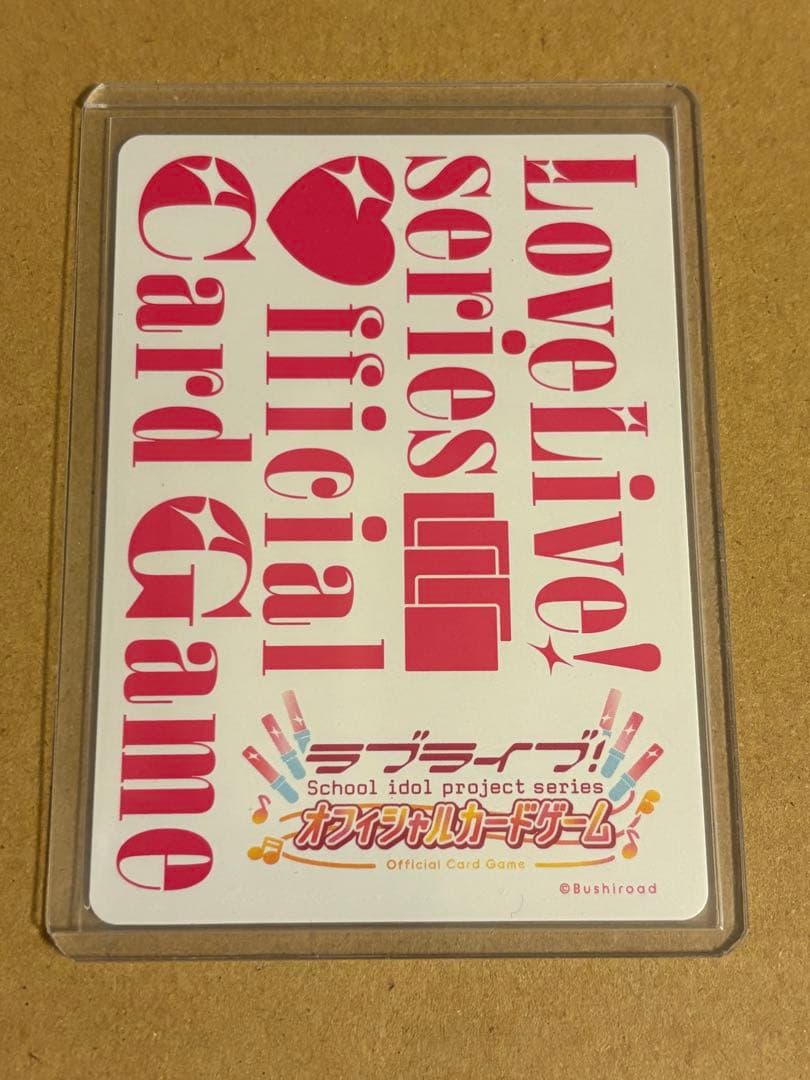 LoveLive!
series
Official
Card Game
ラブライブ!
School idol project series
オフィシャルカードゲーム
Official Card Game
©Bushiroad